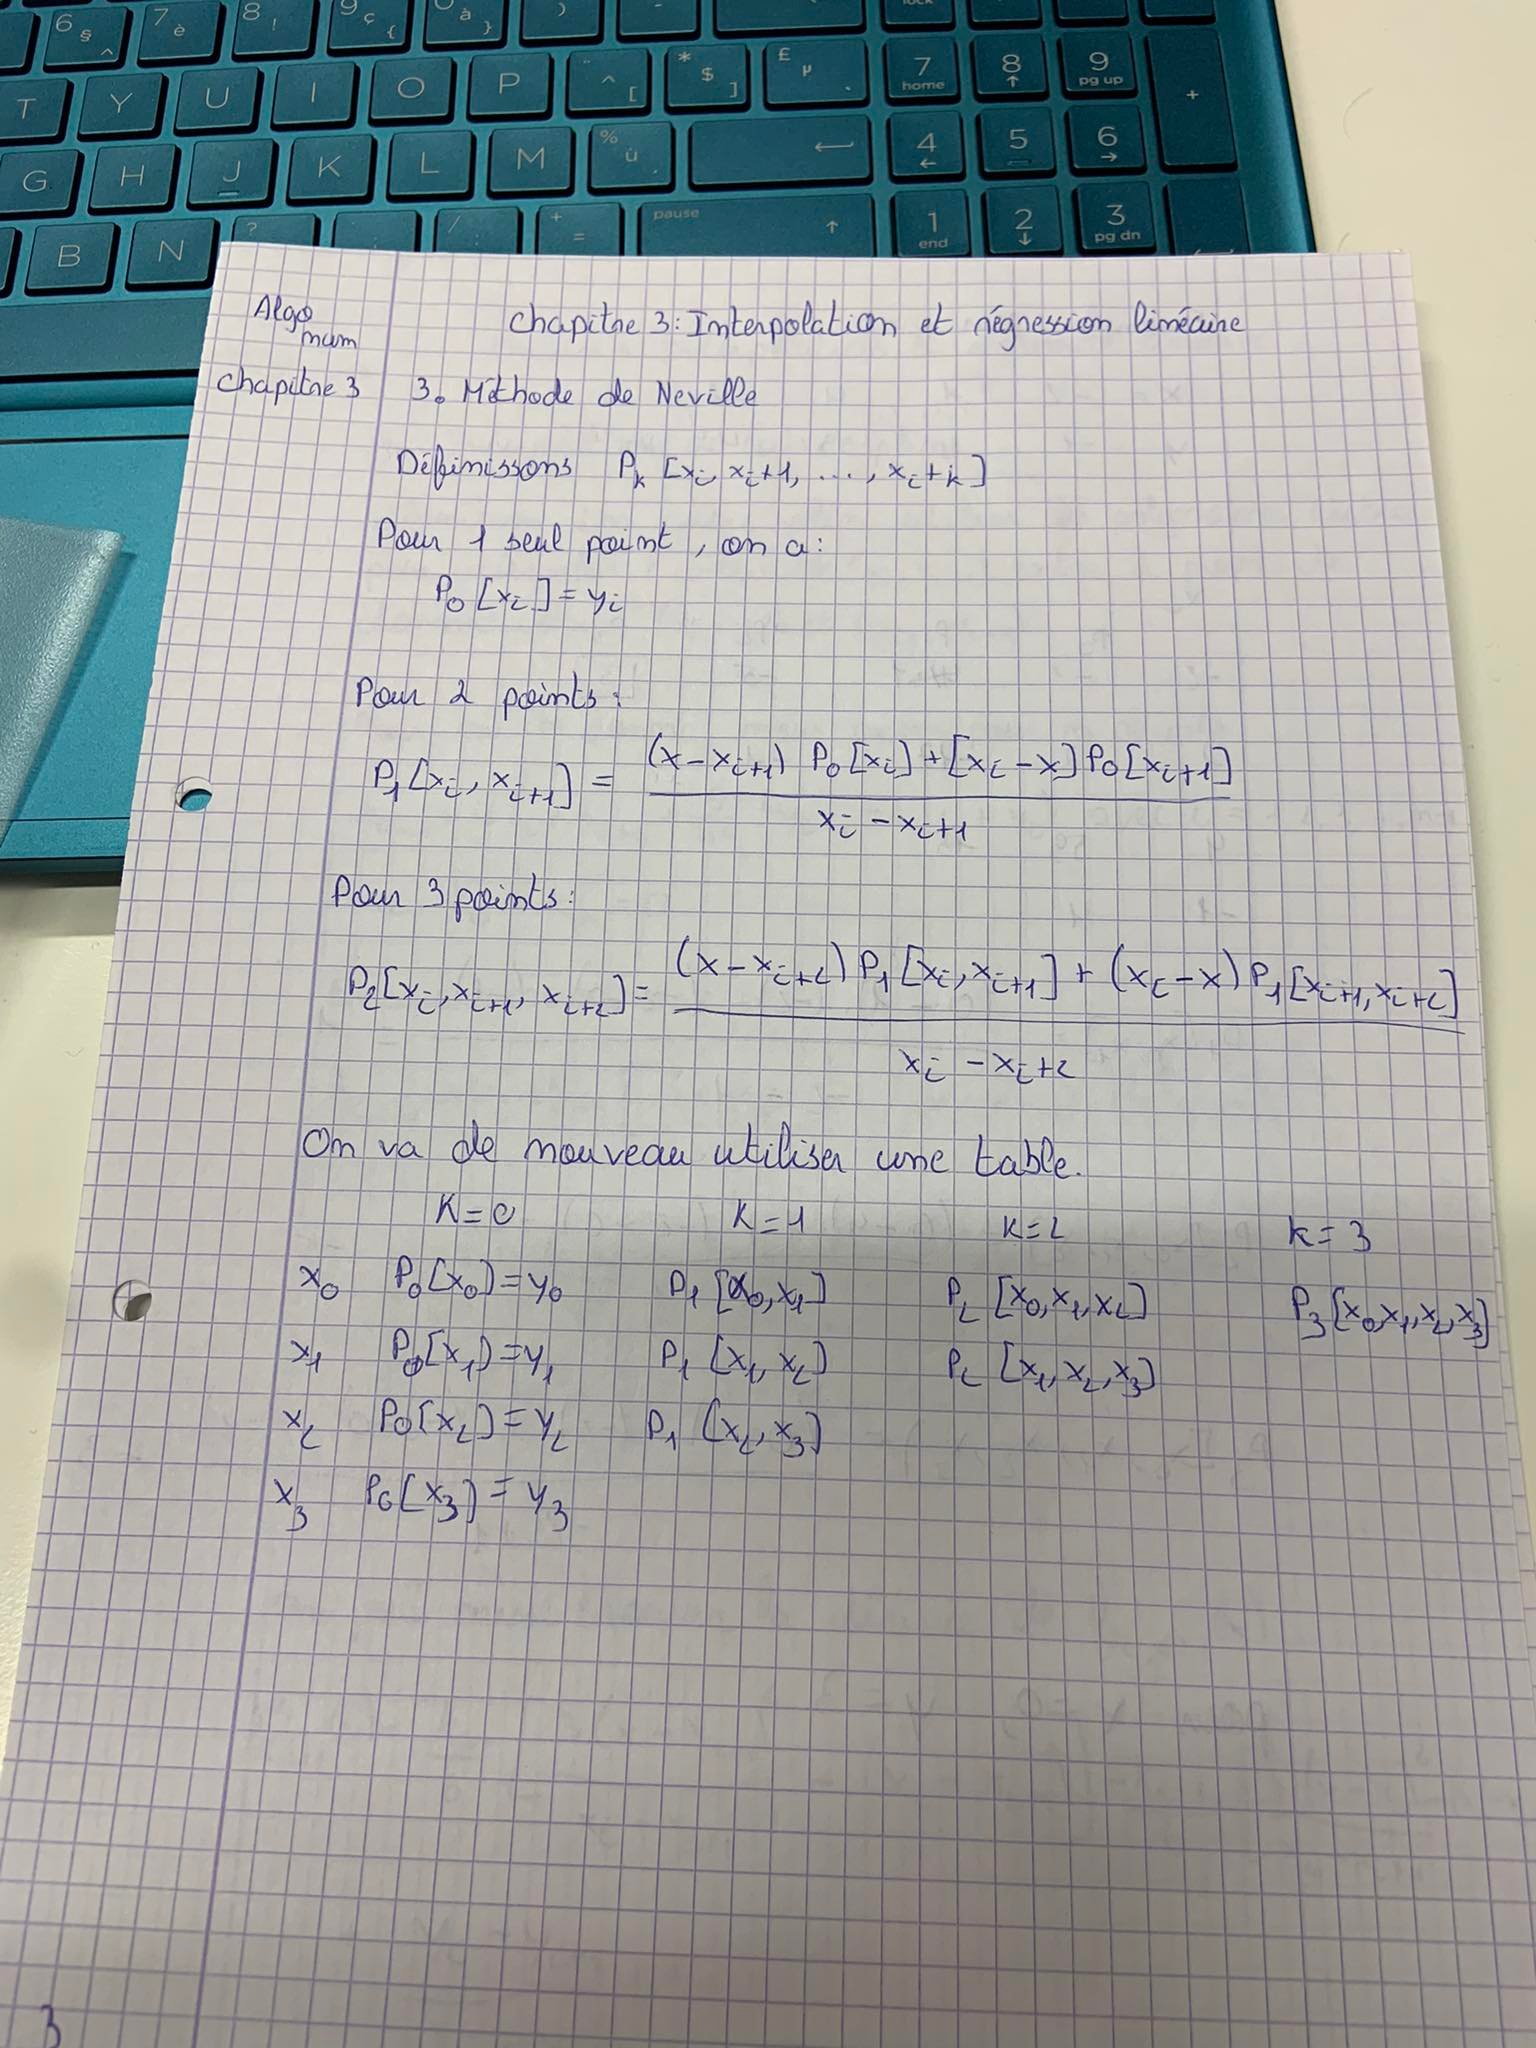 6 § ^ 7 è 8 ! 9 ç { à } ) - lock
T Y U I O P ¨ ^ [ * $ ] £ µ 7 home 8 ↑ 9 pg up +
G H J K L M % ù ← 4 ← 5 6 →
B N ? : / + = pause ↑ 1 end 2 ↓ 3 pg dn
Algo num
Chapitre 3: Interpolation et régression linéaire
Chapitre 3
3. Méthode de Neville
Définissons P_k [x_i, x_i+1, ..., x_i+k]
Pour 1 seul point, on a:
P_0 [x_i] = y_i
Pour 2 points:
P_1 [x_i, x_{i+1}] = ((x - x_{i+1}) P_0 [x_i] + [x_i - x] P_0 [x_{i+1}]) / (x_i - x_{i+1})
Pour 3 points:
P_2 [x_i, x_{i+1}, x_{i+2}] = ((x - x_{i+2}) P_1 [x_i, x_{i+1}] + (x_i - x) P_1 [x_{i+1}, x_{i+2}]) / (x_i - x_{i+2})
On va de nouveau utiliser une table.
K=0 K=1 K=2 k=3
x_0 P_0 [x_0] = y_0 P_1 [x_0, x_1] P_2 [x_0, x_1, x_2] P_3 [x_0, x_1, x_2, x_3]
x_1 P_0 [x_1] = y_1 P_1 [x_1, x_2] P_2 [x_1, x_2, x_3]
x_2 P_0 [x_2] = y_2 P_1 [x_2, x_3]
x_3 P_0 [x_3] = y_3
3